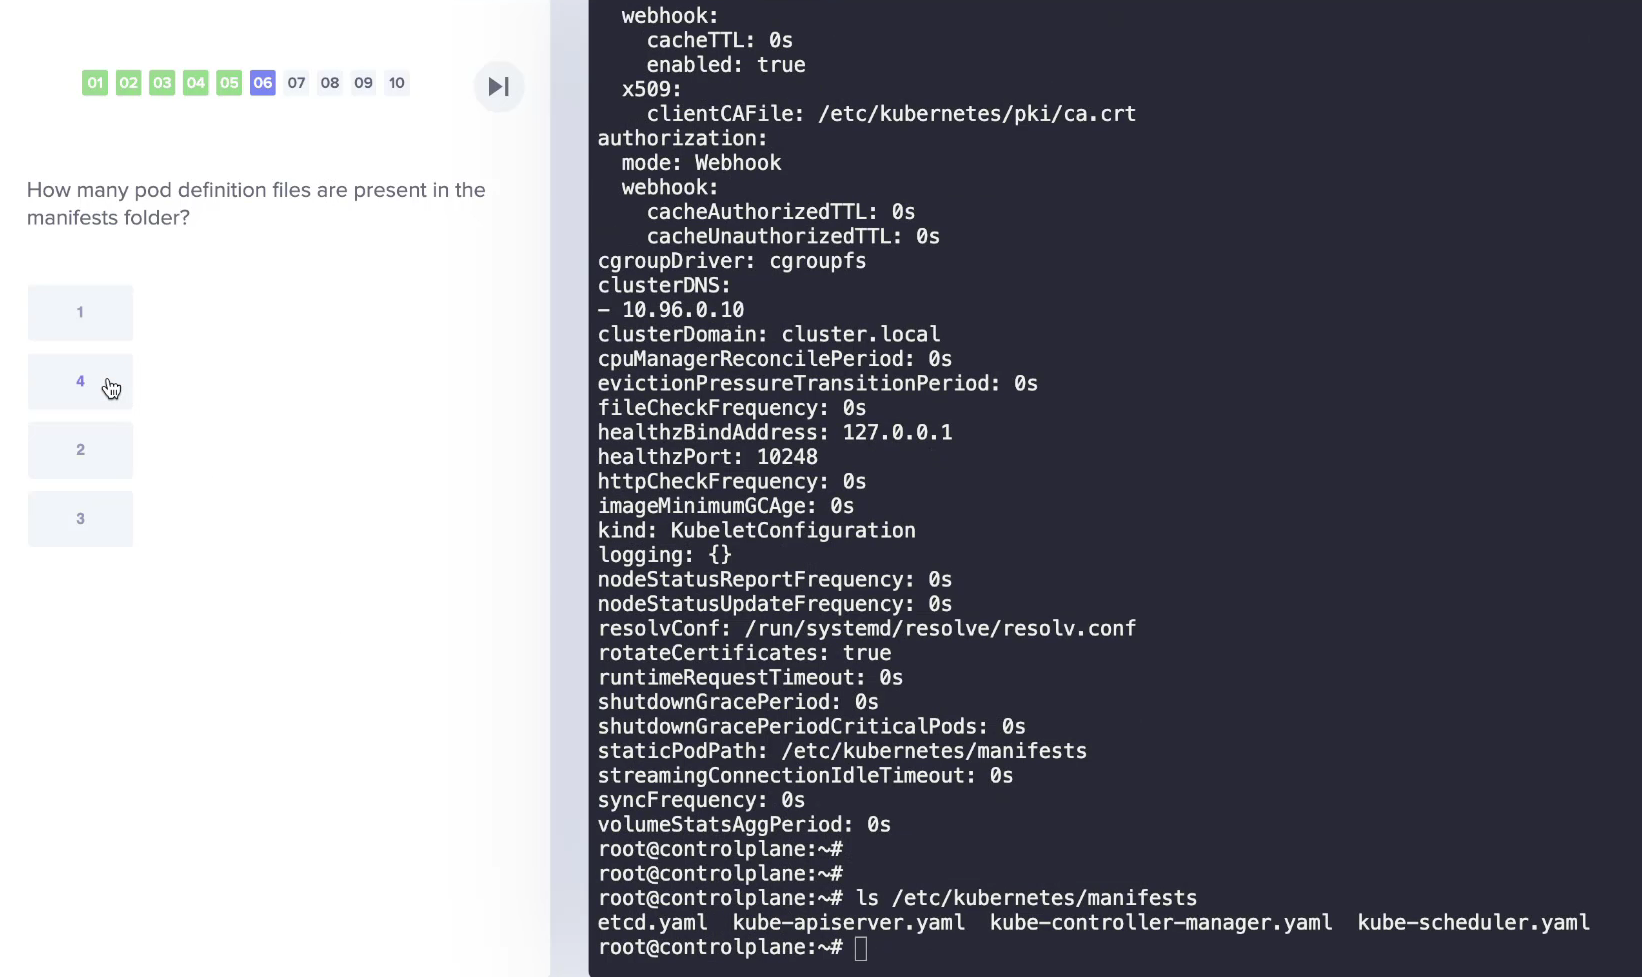 01 02 03 04 05 06 07 08 09 10
How many pod definition files are present in the
manifests folder?
1
4
2
3
webhook:
cacheTTL: 0s
enabled: true
x509:
clientCAFile: /etc/kubernetes/pki/ca.crt
authorization:
mode: Webhook
webhook:
cacheAuthorizedTTL: 0s
cacheUnauthorizedTTL: 0s
cgroupDriver: cgroupfs
clusterDNS:
- 10.96.0.10
clusterDomain: cluster.local
cpuManagerReconcilePeriod: 0s
evictionPressureTransitionPeriod: 0s
fileCheckFrequency: 0s
healthzBindAddress: 127.0.0.1
healthzPort: 10248
httpCheckFrequency: 0s
imageMinimumGCAge: 0s
kind: KubeletConfiguration
logging: {}
nodeStatusReportFrequency: 0s
nodeStatusUpdateFrequency: 0s
resolvConf: /run/systemd/resolve/resolv.conf
rotateCertificates: true
runtimeRequestTimeout: 0s
shutdownGracePeriod: 0s
shutdownGracePeriodCriticalPods: 0s
staticPodPath: /etc/kubernetes/manifests
streamingConnectionIdleTimeout: 0s
syncFrequency: 0s
volumeStatsAggPeriod: 0s
root@controlplane:~#
root@controlplane:~#
root@controlplane:~# ls /etc/kubernetes/manifests
etcd.yaml  kube-apiserver.yaml  kube-controller-manager.yaml  kube-scheduler.yaml
root@controlplane:~#